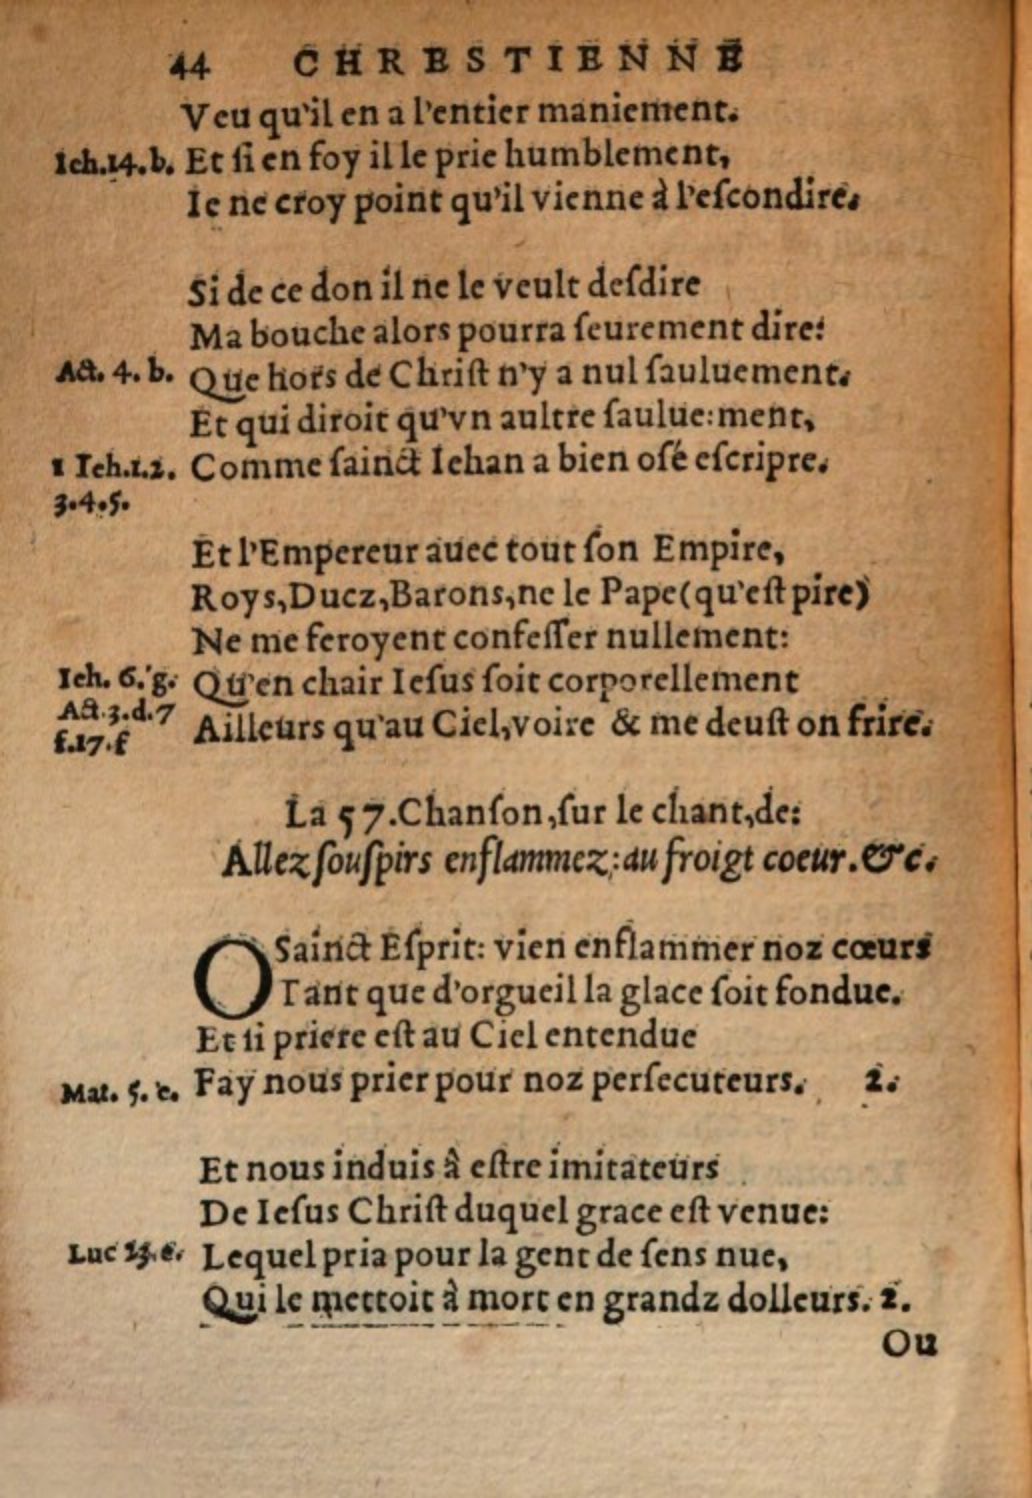 44 CHRESTIENNE
Veu qu'il en a l'entier maniement.
Ieh.14.b. Et ſi en foy il le prie humblement,
Ie ne croy point qu'il vienne à l'eſcondire.
Si de ce don il ne le veult deſdire
Ma bouche alors pourra ſeurement dire:
Act. 4. b. Que hors de Chriſt n'y a nul ſauluement.
Et qui diroit qu'vn aultre ſaulue:ment,
1 Ieh.1.2. Comme ſainct Iehan a bien oſé eſcripre.
3.4.5.
Et l'Empereur auec tout ſon Empire,
Roys,Ducz,Barons,ne le Pape(qu'eſt pire)
Ne me feroyent confeſſer nullement:
Ieh. 6. g. Qu'en chair Ieſus ſoit corporellement
Act.3.d.7 Ailleurs qu'au Ciel,voire & me deuſt on frire.
f.17.f
La 57.Chanſon,ſur le chant,de:
Allez ſouſpirs enflammez:au froigt coeur.&c.
O Sainct Eſprit: vien enflammer noz cœurs
Tant que d'orgueil la glace ſoit fondue.
Et ſi priere eſt au Ciel entendue
Mat. 5. e. Fay nous prier pour noz perſecuteurs. 2.
Et nous induis â eſtre imitateurs
De Ieſus Chriſt duquel grace eſt venue:
Luc 23.e. Lequel pria pour la gent de ſens nue,
Qui le mettoit à mort en grandz dolleurs. 2.
Ou